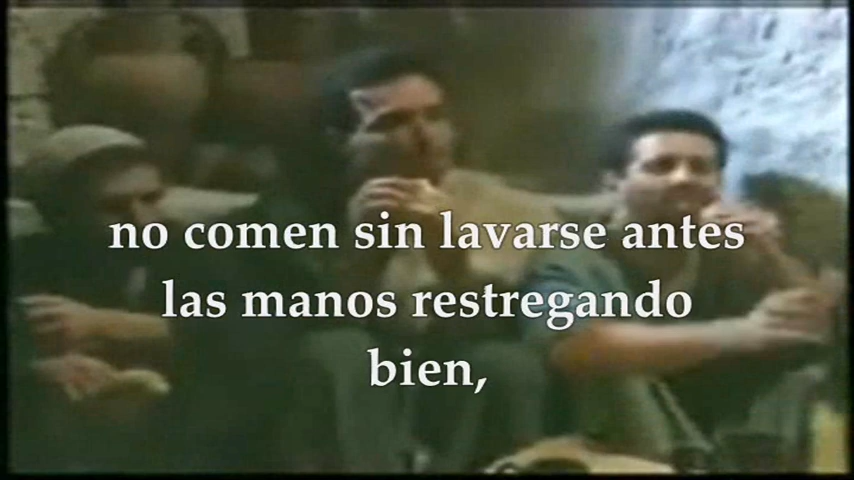 no comen sin lavarse antes
las manos restregando
bien,